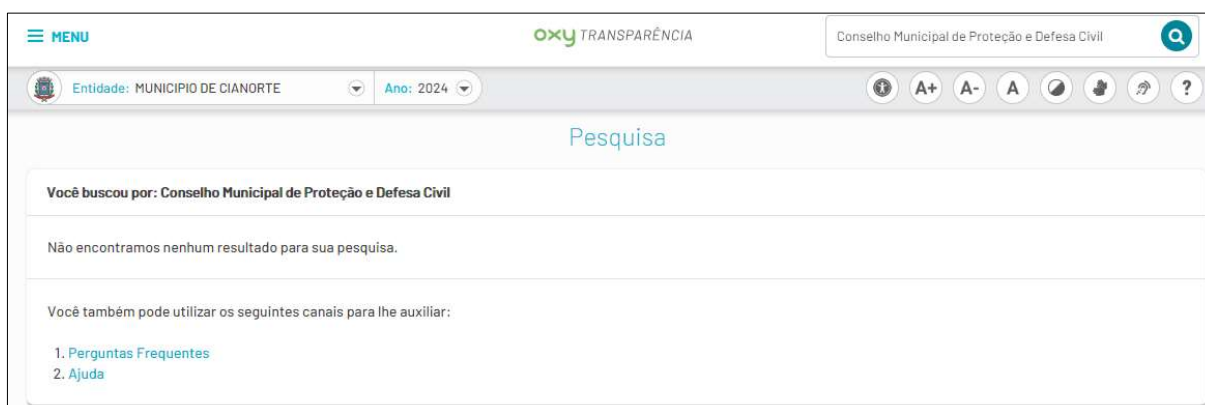 MENU
oxy TRANSPARÊNCIA
Conselho Municipal de Proteção e Defesa Civil
Entidade: MUNICIPIO DE CIANORTE
Ano: 2024
A+
A-
A
?
Pesquisa
Você buscou por: Conselho Municipal de Proteção e Defesa Civil
Não encontramos nenhum resultado para sua pesquisa.
Você também pode utilizar os seguintes canais para lhe auxiliar:
1. Perguntas Frequentes
2. Ajuda